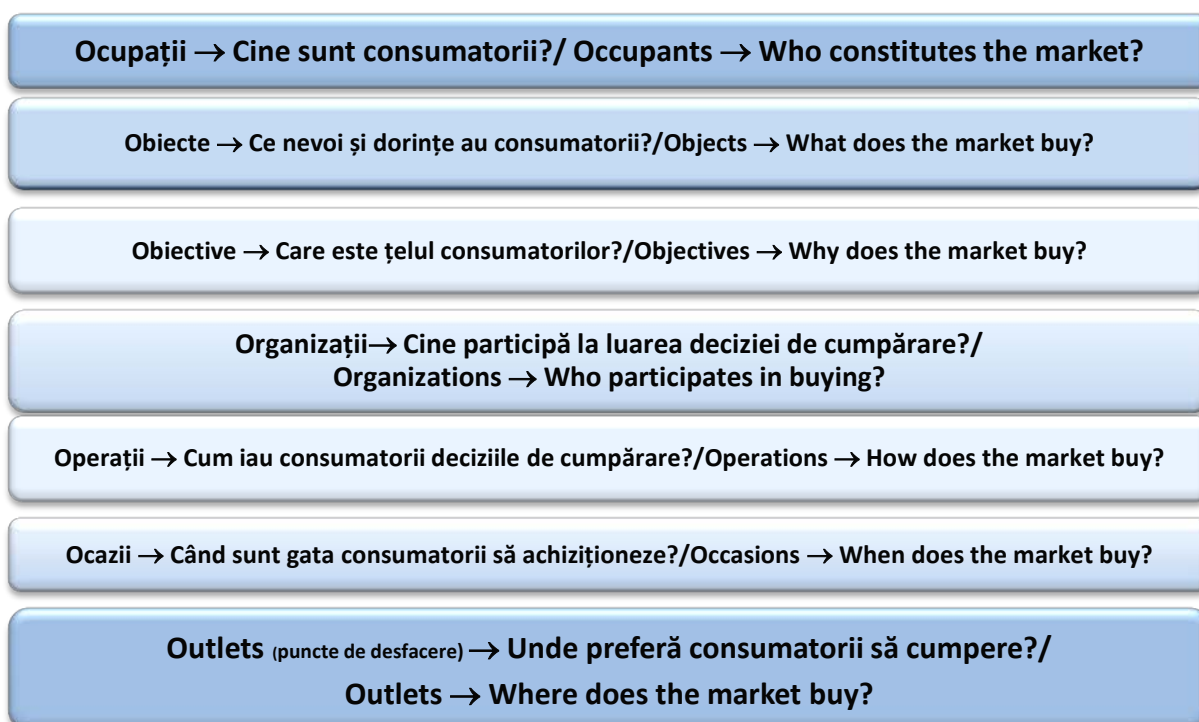 Ocupații → Cine sunt consumatorii?/ Occupants → Who constitutes the market?
Obiecte → Ce nevoi și dorințe au consumatorii?/Objects → What does the market buy?
Obiective → Care este țelul consumatorilor?/Objectives → Why does the market buy?
Organizații→ Cine participă la luarea deciziei de cumpărare?/
Organizations → Who participates in buying?
Operații → Cum iau consumatorii deciziile de cumpărare?/Operations → How does the market buy?
Ocazii → Când sunt gata consumatorii să achiziționeze?/Occasions → When does the market buy?
Outlets (puncte de desfacere) → Unde preferă consumatorii să cumpere?/
Outlets → Where does the market buy?